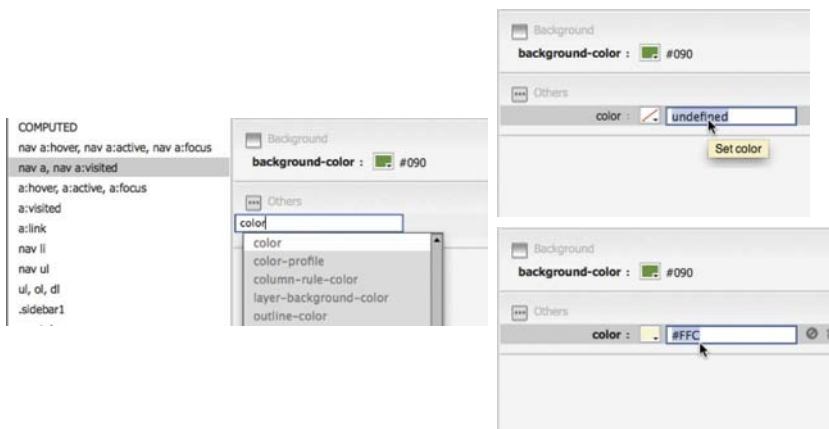 COMPUTED
nav a:hover, nav a:active, nav a:focus
nav a, nav a:visited
a:hover, a:active, a:focus
a:visited
a:link
nav li
nav ul
ul, ol, dl
.sidebar1
Background
background-color : #090
Others
color
color
color-profile
column-rule-color
layer-background-color
outline-color
Background
background-color : #090
Others
color : undefined
Set color
Background
background-color : #090
Others
color : #FFC